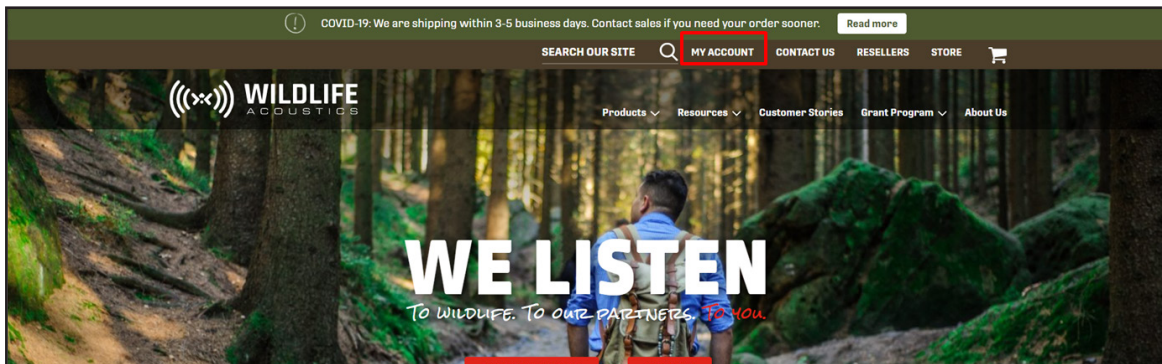 COVID-19: We are shipping within 3-5 business days. Contact sales if you need your order sooner. Read more
SEARCH OUR SITE MY ACCOUNT CONTACT US RESELLERS STORE
WILDLIFE
ACOUSTICS
Products Resources Customer Stories Grant Program About Us
WE LISTEN
To wildlife. To our partners. To you.